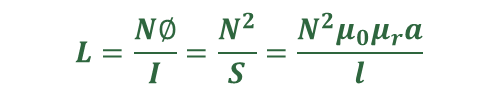 L = NØ/I = N²/S = N²μ₀μᵣa/l